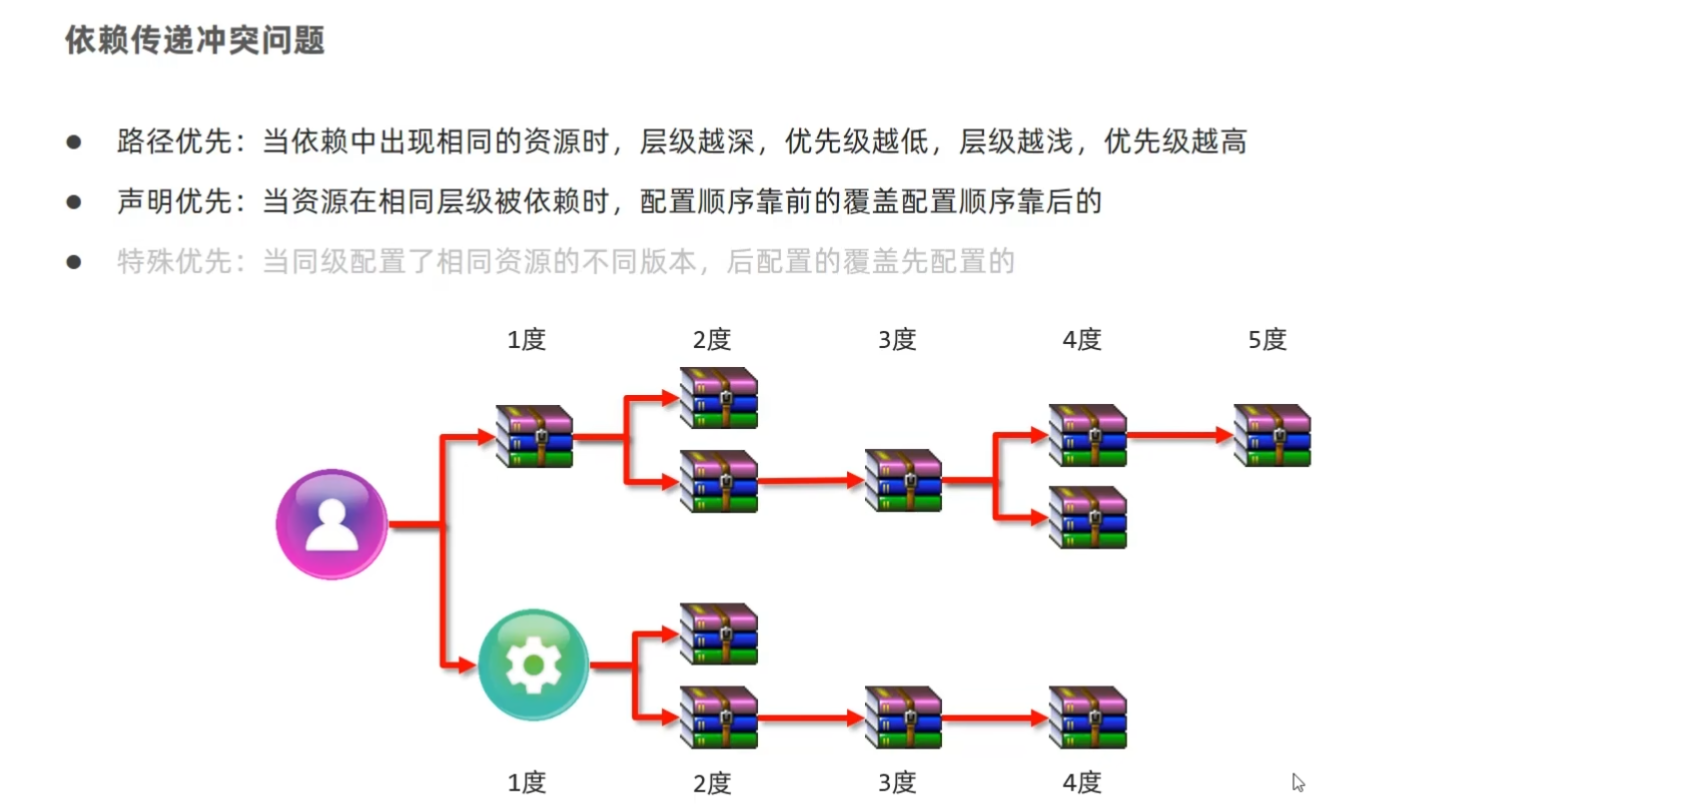 依赖传递冲突问题
● 路径优先：当依赖中出现相同的资源时，层级越深，优先级越低，层级越浅，优先级越高
● 声明优先：当资源在相同层级被依赖时，配置顺序靠前的覆盖配置顺序靠后的
● 特殊优先：当同级配置了相同资源的不同版本，后配置的覆盖先配置的
1度 2度 3度 4度 5度
1度 2度 3度 4度